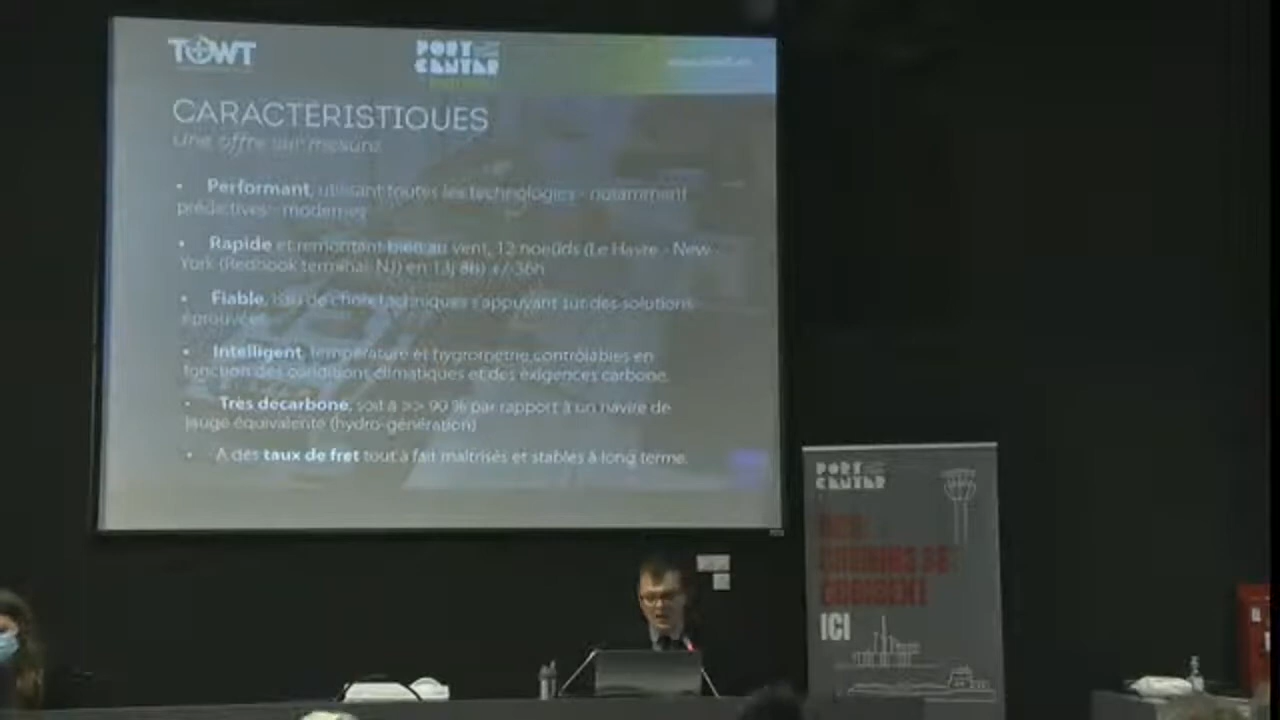 TOWT
PORT
CENTER
CARACTERISTIQUES
Une offre sur mesure
• Performant, utilisant toutes les technologies - notamment
prédictives - modernes
• Rapide et remontant bien au vent, 12 noeuds (Le Havre - New
York (Redhook terminal, NJ) en 13j 8h) +/-36h
• Fiable, issu de choix techniques s'appuyant sur des solutions
éprouvées
• Intelligent, température et hygrométrie contrôlables en
fonction des conditions climatiques et des exigences carbone.
• Très décarboné, soit à >> 90 % par rapport à un navire de
jauge équivalente (hydro-génération)
• A des taux de fret tout à fait maîtrisés et stables à long terme.
PORT
CENTER
CHEMINS SE
CROISENT
ICI